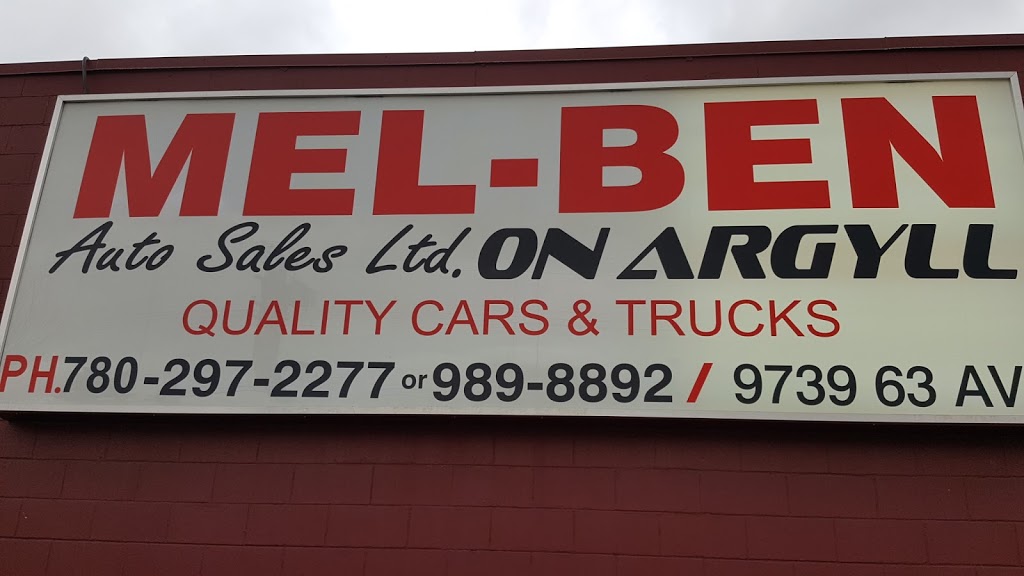 MEL-BEN
Auto Sales Ltd. ON ARGYLL
QUALITY CARS & TRUCKS
PH.780-297-2277 or 989-8892 / 9739 63 AV